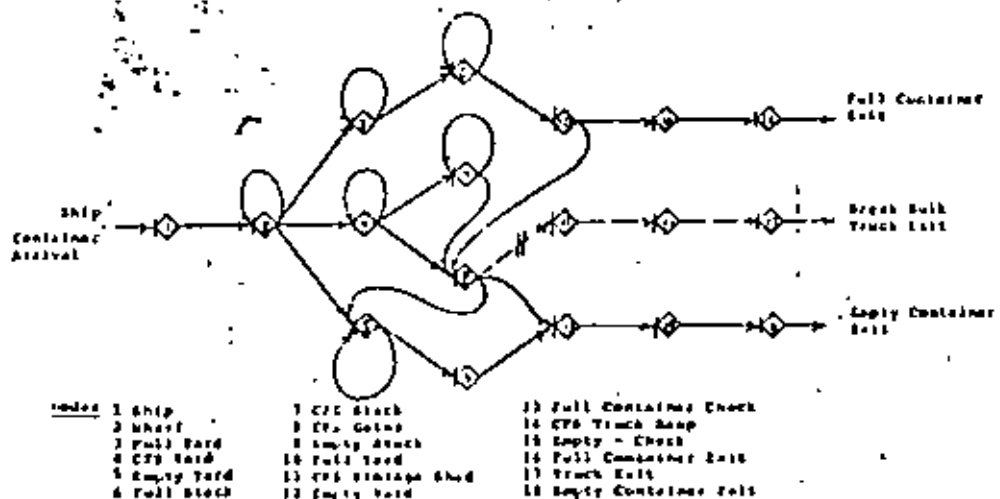 Full Container
Exit
Ship
Container
Arrival
Break Bulk
Truck Exit
Empty Container
Exit
Index 1 Ship
2 Wharf
3 Full Yard
4 CFS Yard
5 Empty Yard
6 Full Stack
7 CFS Stack
8 CFS
9 Empty Stack
10 Full Yard
11 CFS Storage Shed
12 Empty Yard
13 Full Container Check
14 CFS Truck
15 Empty - Check
16 Full Container Exit
17 Truck Exit
18 Empty Container Exit